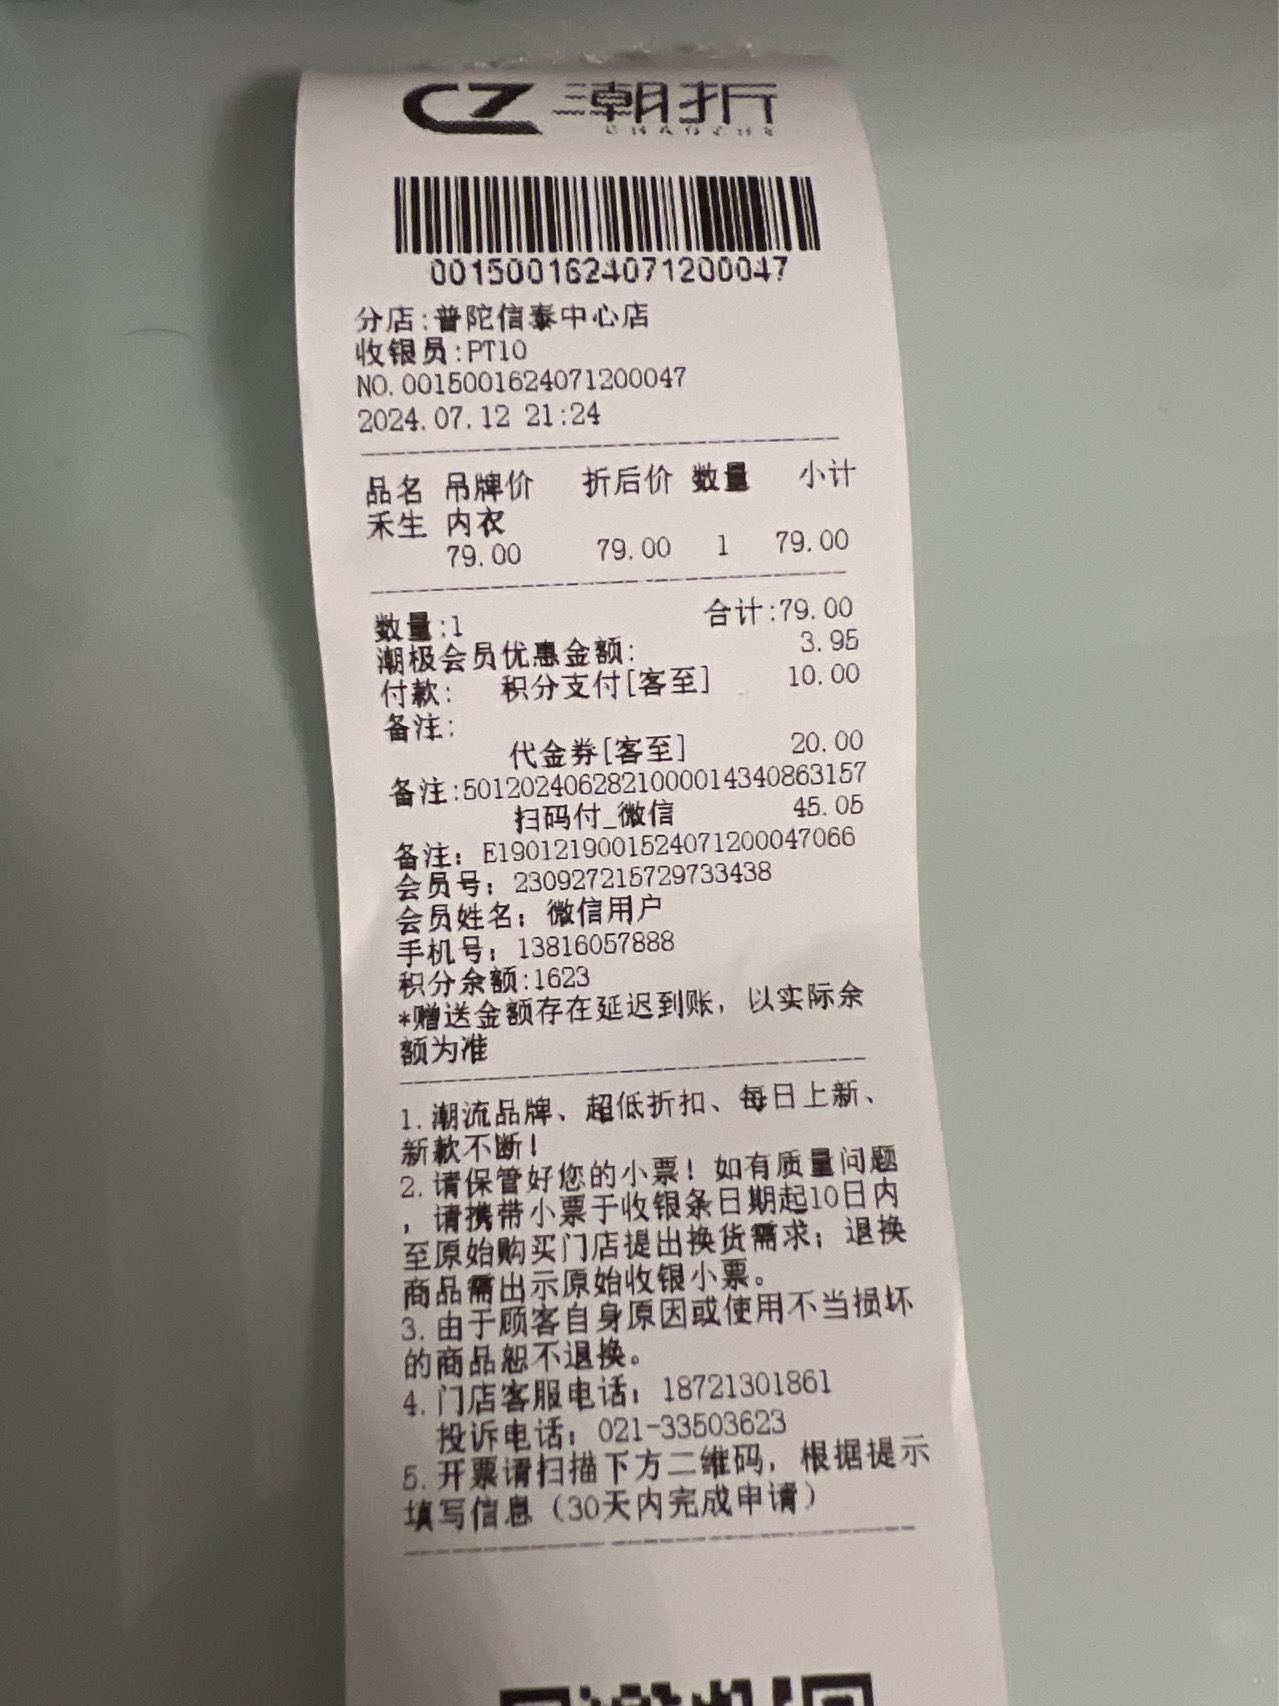 CZ 潮折
CHAOZHE
0015001624071200047
分店:普陀信泰中心店
收银员:PT10
NO.0015001624071200047
2024.07.12 21:24
品名 吊牌价 折后价 数量 小计
禾生 内衣
79.00 79.00 1 79.00
数量:1 合计:79.00
潮极会员优惠金额: 3.95
付款: 积分支付[客至] 10.00
备注:
代金券[客至] 20.00
备注:5012024062821000014340863157
扫码付_微信 45.05
备注: E1901219001524071200047066
会员号: 230927215729733438
会员姓名: 微信用户
手机号: 13816057888
积分余额:1623
*赠送金额存在延迟到账, 以实际余
额为准
1.潮流品牌、超低折扣、每日上新、
新款不断!
2.请保管好您的小票! 如有质量问题
, 请携带小票于收银条日期起10日内
至原始购买门店提出换货需求; 退换
商品需出示原始收银小票。
3.由于顾客自身原因或使用不当损坏
的商品恕不退换。
4.门店客服电话: 18721301861
投诉电话: 021-33503623
5.开票请扫描下方二维码, 根据提示
填写信息 (30天内完成申请)